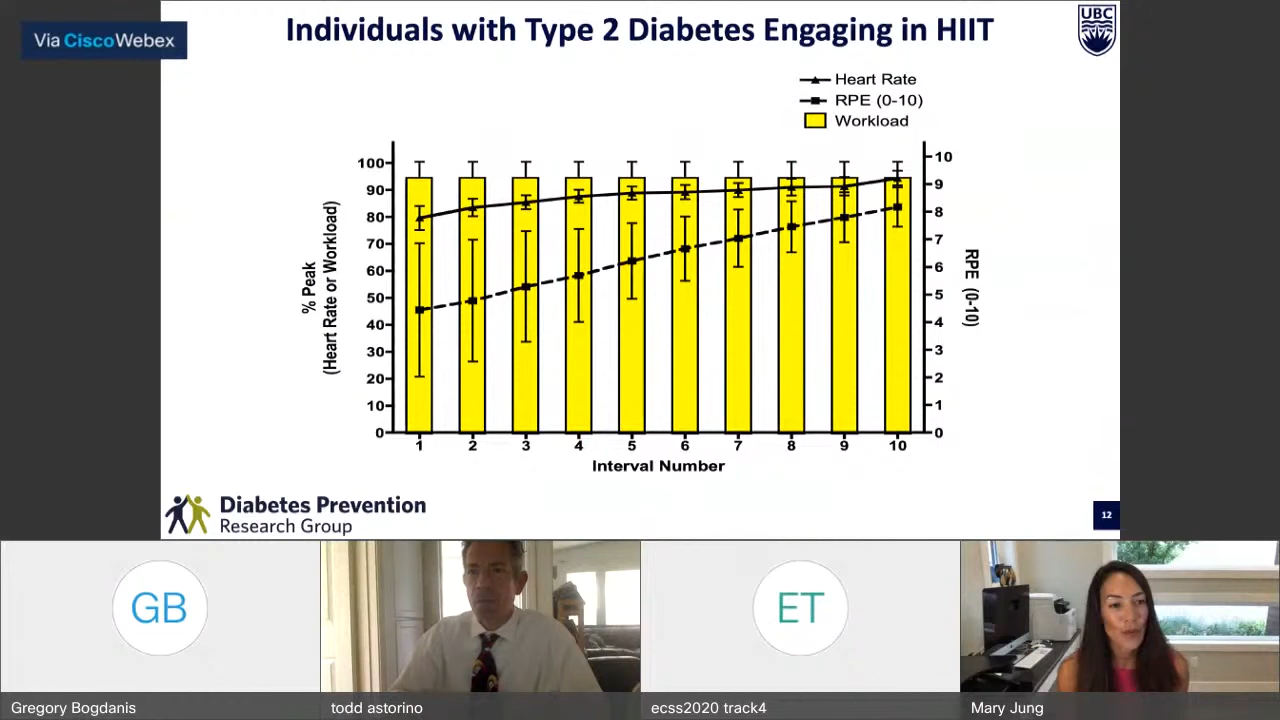 Via Cisco Webex
Individuals with Type 2 Diabetes Engaging in HIIT
UBC
Heart Rate
RPE (0-10)
Workload
% Peak
(Heart Rate or Workload)
100
90
80
70
60
50
40
30
20
10
0
10
9
8
7
6
5
4
3
2
1
0
RPE (0-10)
1 2 3 4 5 6 7 8 9 10
Interval Number
Diabetes Prevention
Research Group
12
GB
ET
Gregory Bogdanis
todd astorino
ecss2020 track4
Mary Jung